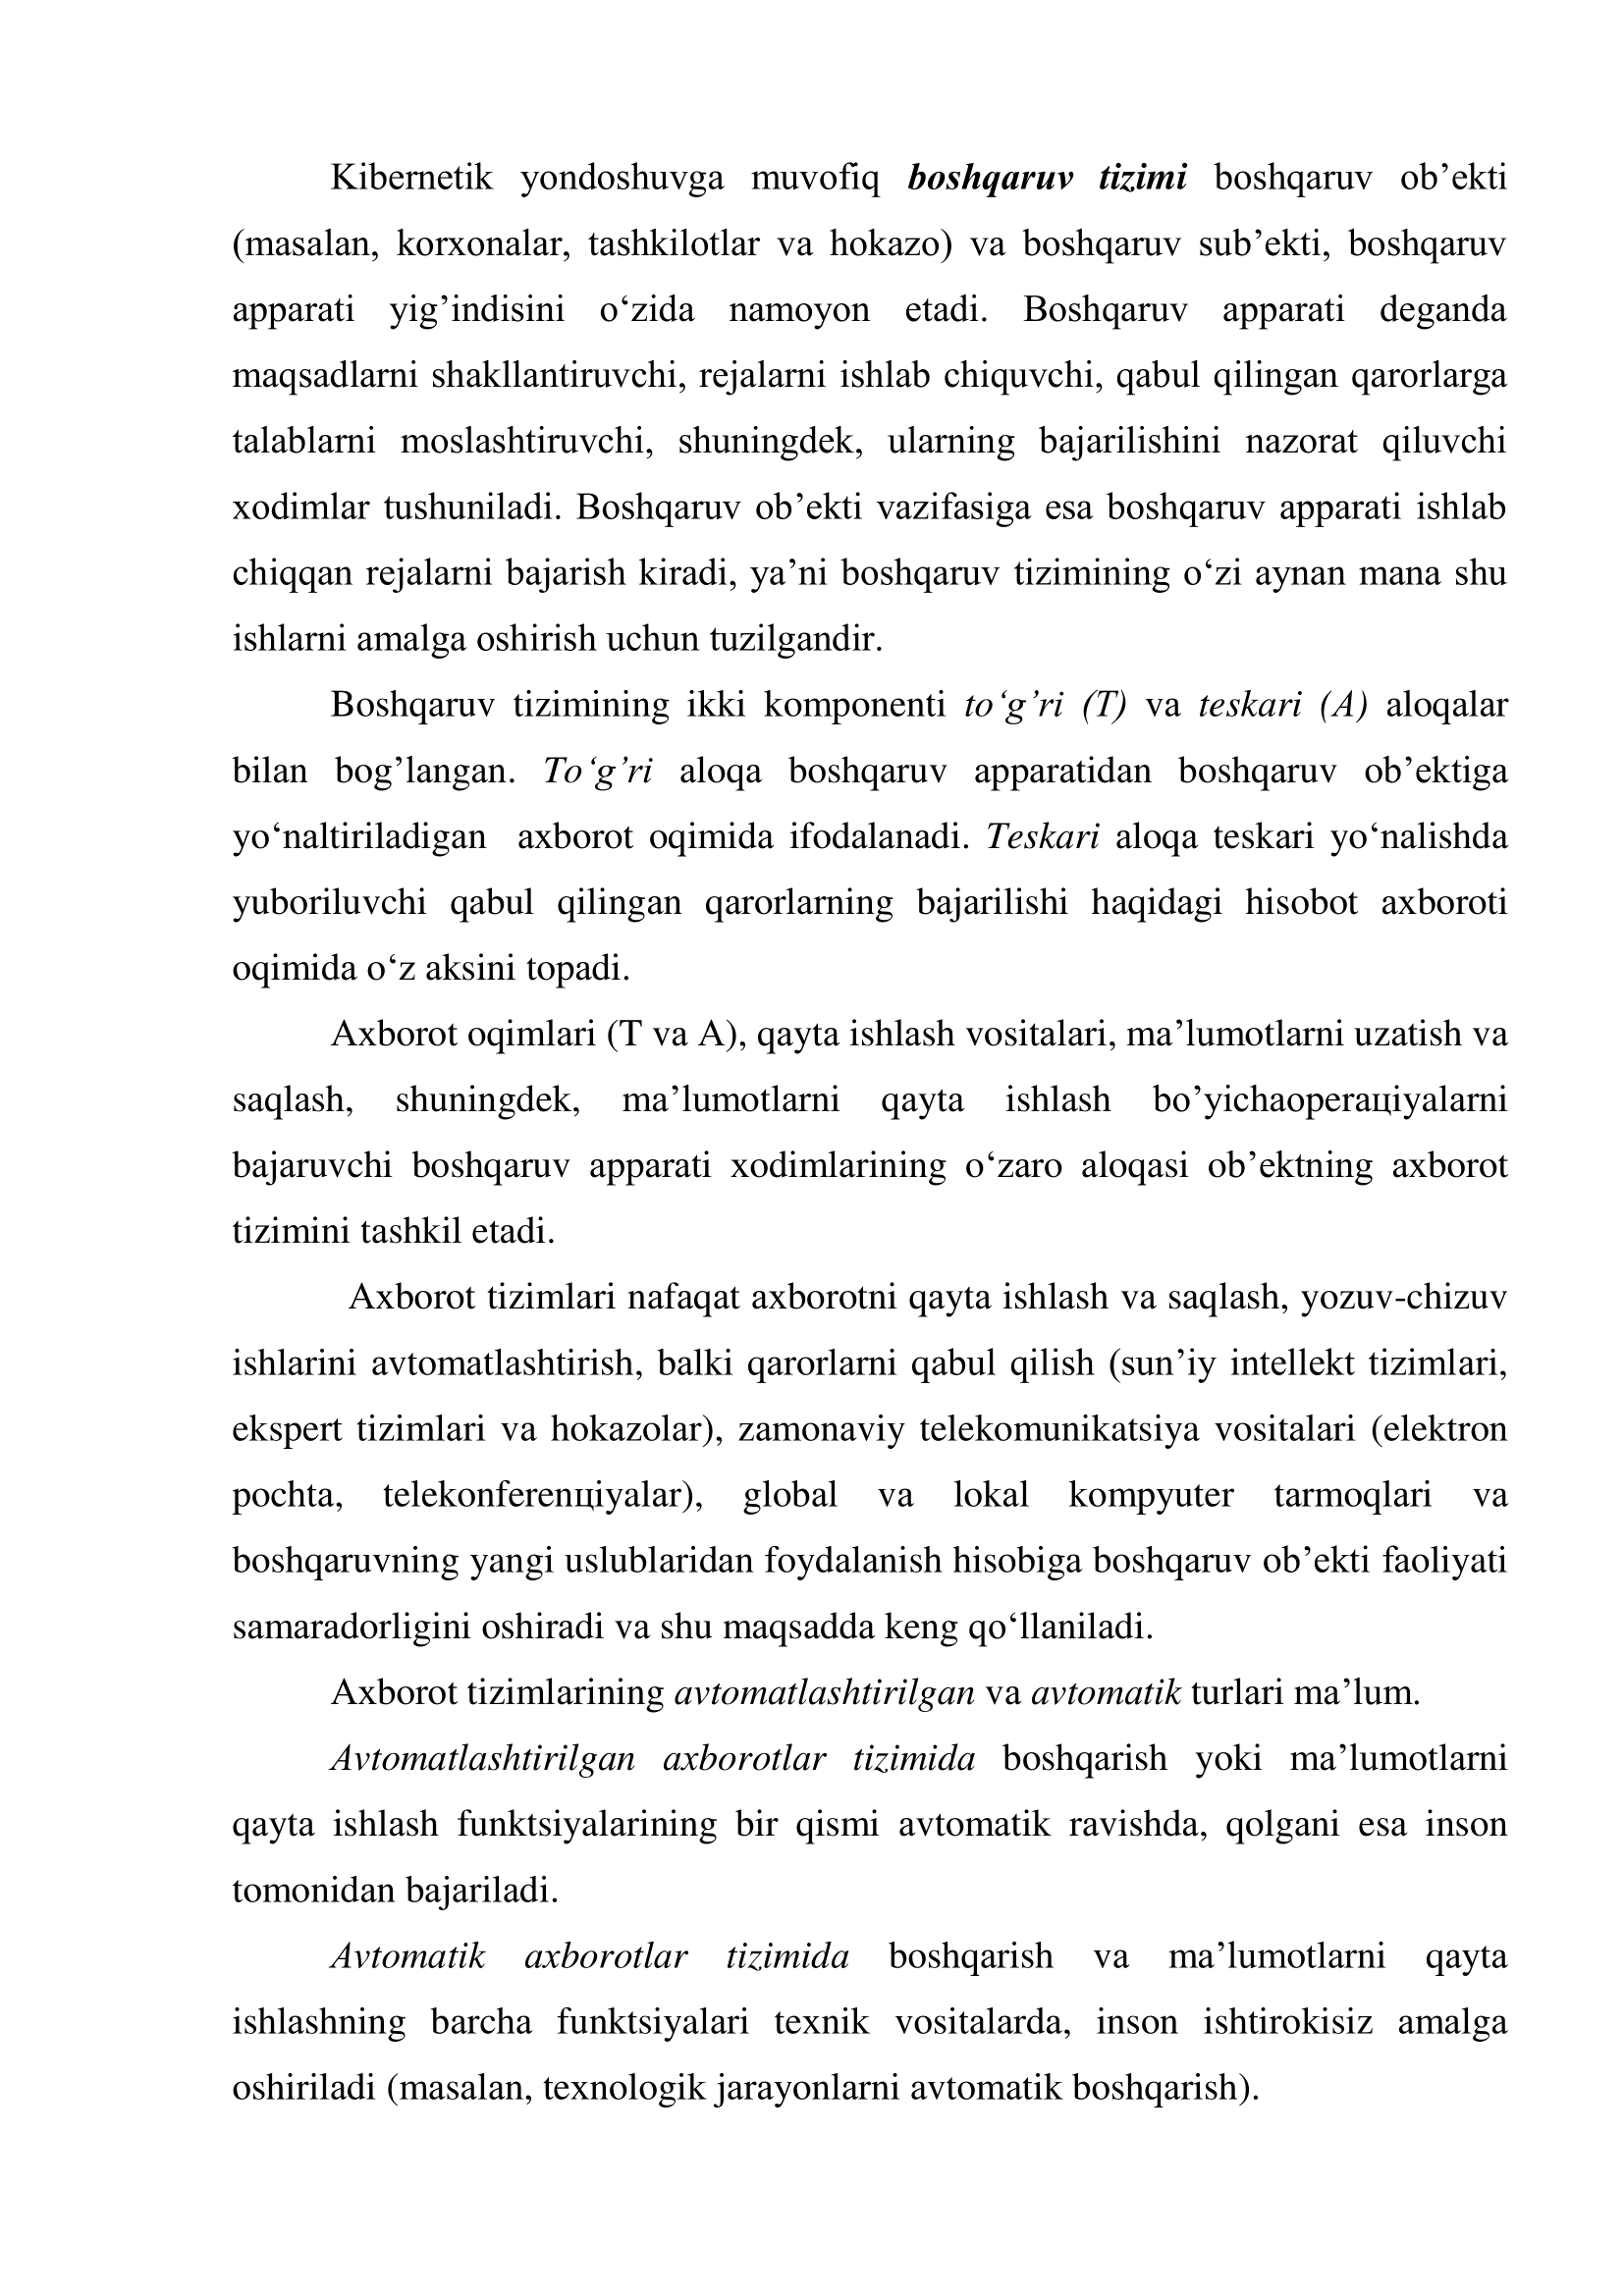 Kibernetik yondoshuvga muvofiq boshqaruv tizimi boshqaruv ob’ekti
(masalan, korxonalar, tashkilotlar va hokazo) va boshqaruv sub’ekti, boshqaruv
apparati yig’indisini o‘zida namoyon etadi. Boshqaruv apparati deganda
maqsadlarni shakllantiruvchi, rejalarni ishlab chiquvchi, qabul qilingan qarorlarga
talablarni moslashtiruvchi, shuningdek, ularning bajarilishini nazorat qiluvchi
xodimlar tushuniladi. Boshqaruv ob’ekti vazifasiga esa boshqaruv apparati ishlab
chiqqan rejalarni bajarish kiradi, ya’ni boshqaruv tizimining o‘zi aynan mana shu
ishlarni amalga oshirish uchun tuzilgandir.
Boshqaruv tizimining ikki komponenti to‘g’ri (T) va teskari (A) aloqalar
bilan bog’langan. To‘g’ri aloqa boshqaruv apparatidan boshqaruv ob’ektiga
yo‘naltiriladigan axborot oqimida ifodalanadi. Teskari aloqa teskari yo‘nalishda
yuboriluvchi qabul qilingan qarorlarning bajarilishi haqidagi hisobot axboroti
oqimida o‘z aksini topadi.
Axborot oqimlari (T va A), qayta ishlash vositalari, ma’lumotlarni uzatish va
saqlash, shuningdek, ma’lumotlarni qayta ishlash bo’yichaoperaцiyalarni
bajaruvchi boshqaruv apparati xodimlarining o‘zaro aloqasi ob’ektning axborot
tizimini tashkil etadi.
Axborot tizimlari nafaqat axborotni qayta ishlash va saqlash, yozuv-chizuv
ishlarini avtomatlashtirish, balki qarorlarni qabul qilish (sun’iy intellekt tizimlari,
ekspert tizimlari va hokazolar), zamonaviy telekomunikatsiya vositalari (elektron
pochta, telekonferenцiyalar), global va lokal kompyuter tarmoqlari va
boshqaruvning yangi uslublaridan foydalanish hisobiga boshqaruv ob’ekti faoliyati
samaradorligini oshiradi va shu maqsadda keng qo‘llaniladi.
Axborot tizimlarining avtomatlashtirilgan va avtomatik turlari ma’lum.
Avtomatlashtirilgan axborotlar tizimida boshqarish yoki ma’lumotlarni
qayta ishlash funktsiyalarining bir qismi avtomatik ravishda, qolgani esa inson
tomonidan bajariladi.
Avtomatik axborotlar tizimida boshqarish va ma’lumotlarni qayta
ishlashning barcha funktsiyalari texnik vositalarda, inson ishtirokisiz amalga
oshiriladi (masalan, texnologik jarayonlarni avtomatik boshqarish).